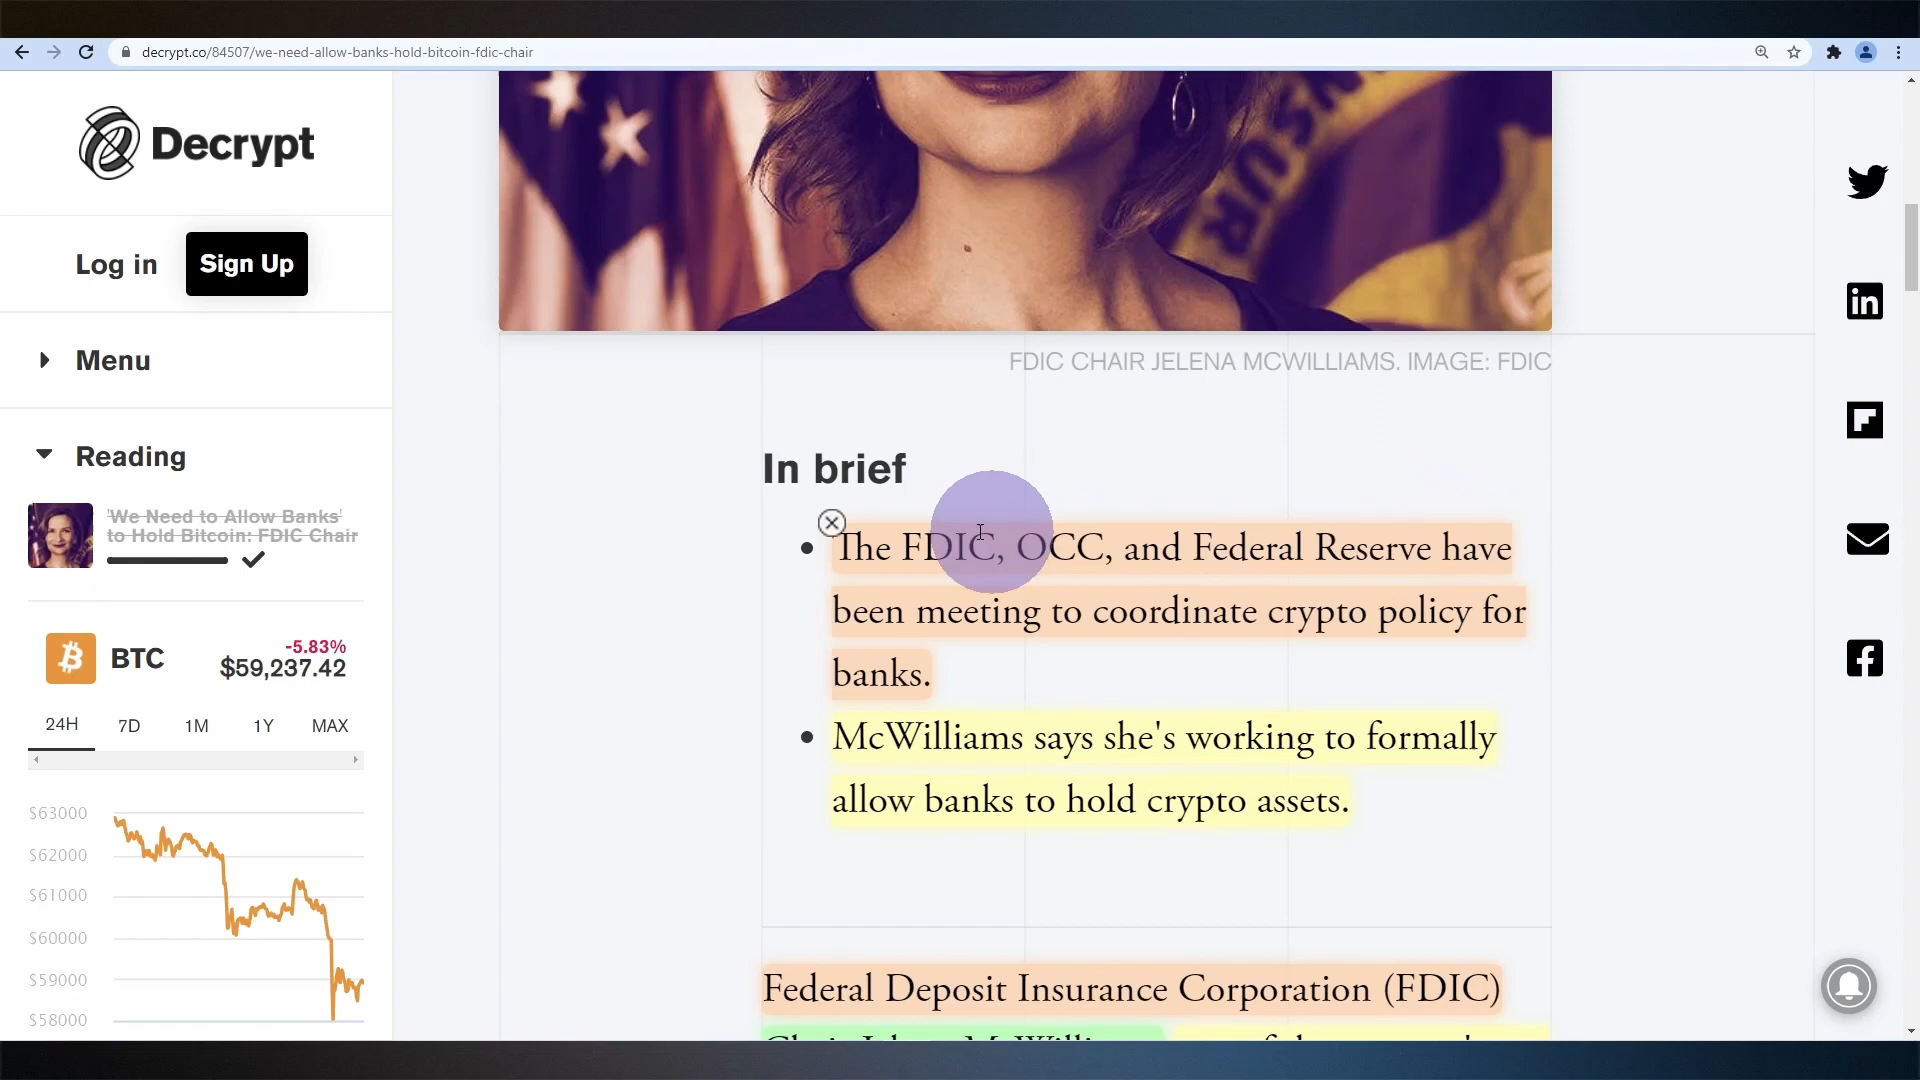 decrypt.co/84507/we-need-allow-banks-hold-bitcoin-fdic-chair
Decrypt
Log in
Sign Up
Menu
Reading
'We Need to Allow Banks'
to Hold Bitcoin: FDIC Chair
BTC
-5.83%
$59,237.42
24H 7D 1M 1Y MAX
$63000
$62000
$61000
$60000
$59000
$58000
INSUR
FDIC CHAIR JELENA MCWILLIAMS. IMAGE: FDIC
In brief
The FDIC, OCC, and Federal Reserve have
been meeting to coordinate crypto policy for
banks.
McWilliams says she's working to formally
allow banks to hold crypto assets.
Federal Deposit Insurance Corporation (FDIC)